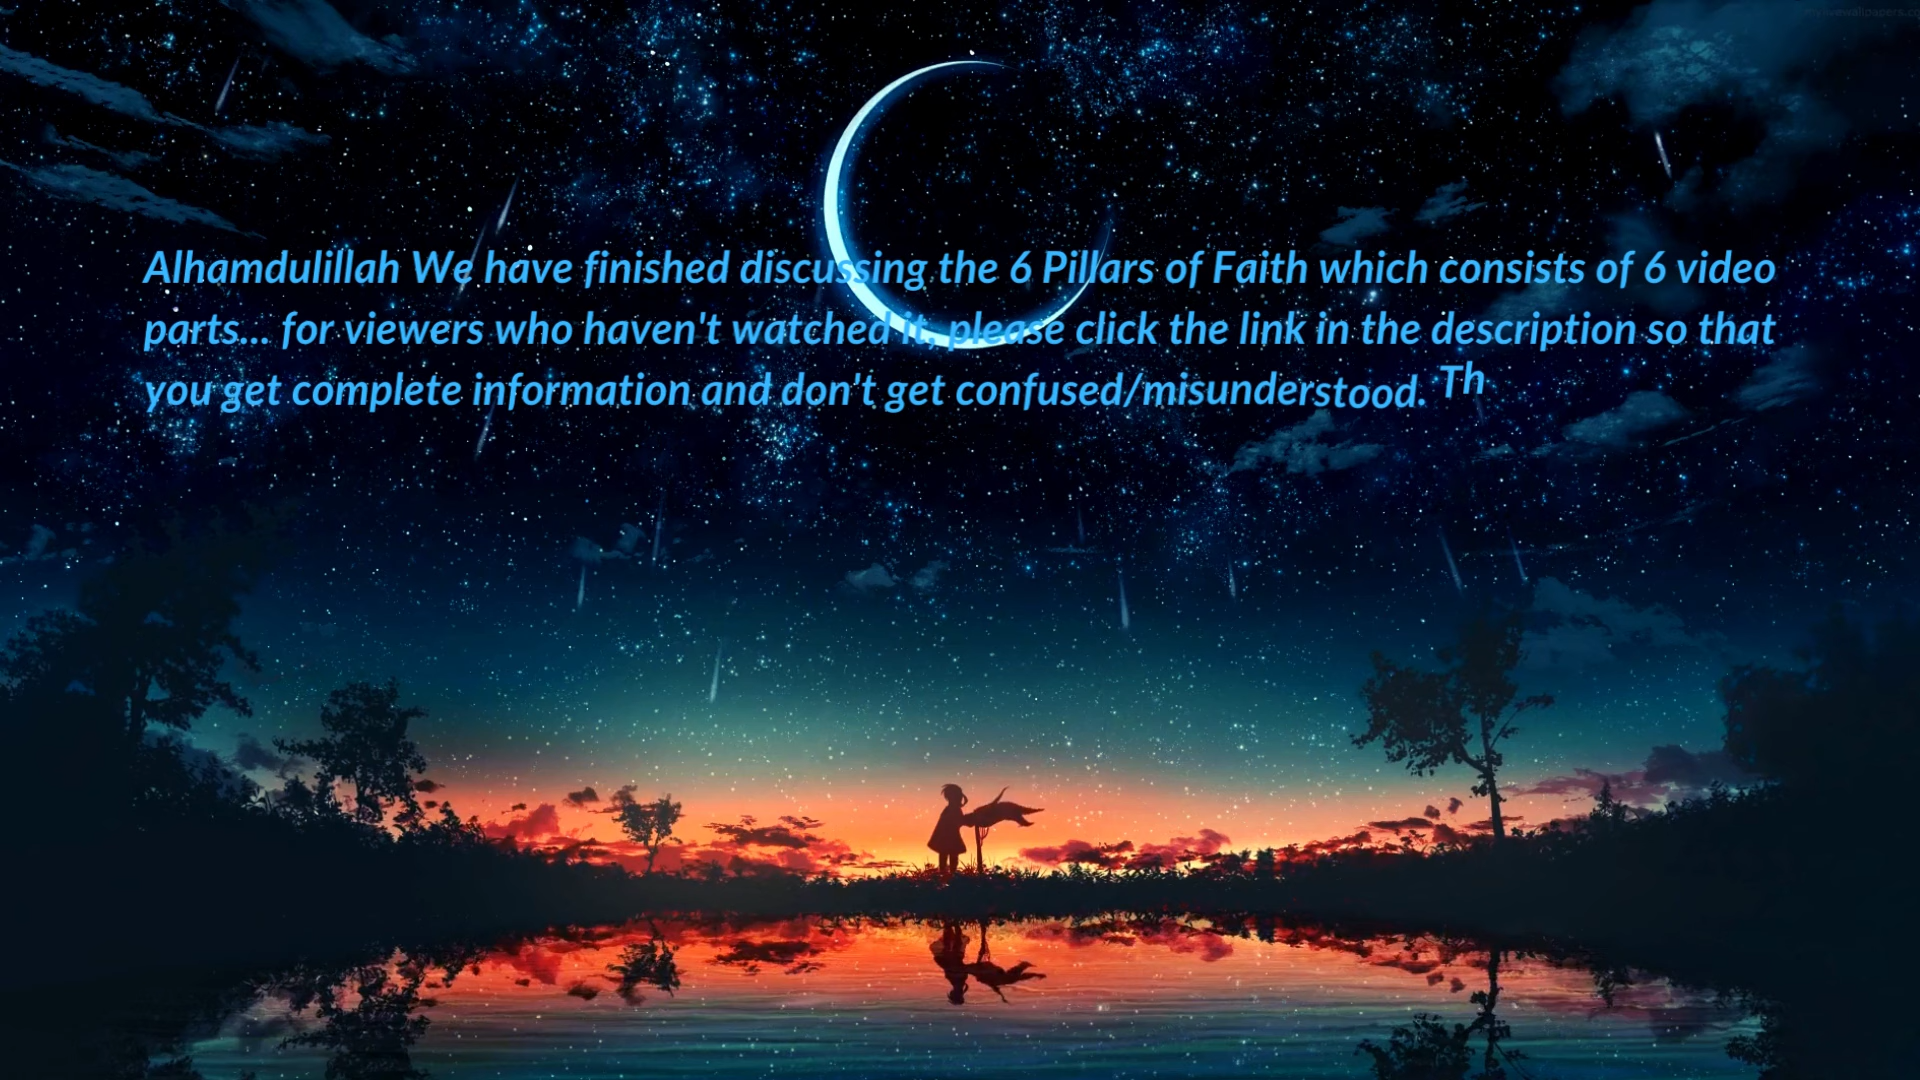 Alhamdulillah We have finished discussing the 6 Pillars of Faith which consists of 6 video
parts... for viewers who haven't watched it, please click the link in the description so that
you get complete information and don't get confused/misunderstood. Th